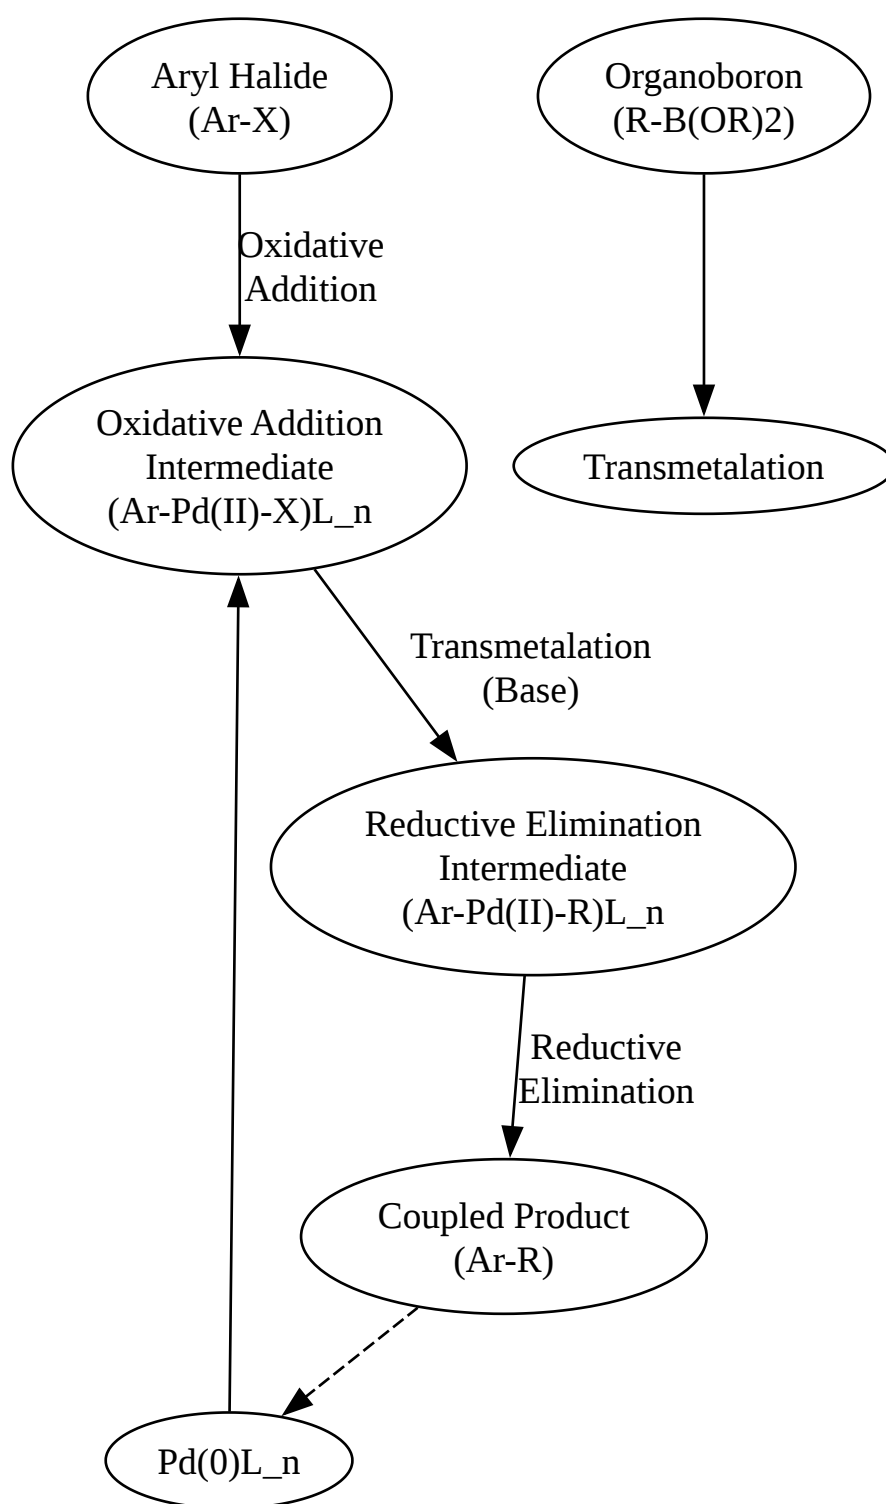 Aryl Halide
(Ar-X)
Organoboron
(R-B(OR)2)
Oxidative
Addition
Oxidative Addition
Intermediate
(Ar-Pd(II)-X)L_n
Transmetalation
Transmetalation
(Base)
Reductive Elimination
Intermediate
(Ar-Pd(II)-R)L_n
Reductive
Elimination
Coupled Product
(Ar-R)
Pd(0)L_n